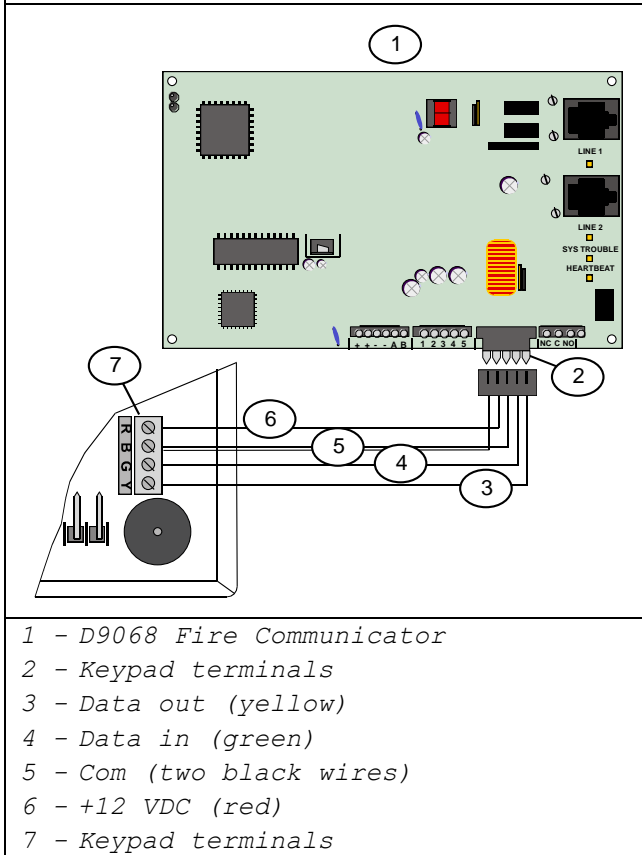 1
LINE 1
LINE 2
SYS TROUBLE
HEARTBEAT
+ + - - A B 1 2 3 4 5 NC C NO
7
2
R
B
G
Y
6
5
4
3
1 - D9068 Fire Communicator
2 - Keypad terminals
3 - Data out (yellow)
4 - Data in (green)
5 - Com (two black wires)
6 - +12 VDC (red)
7 - Keypad terminals